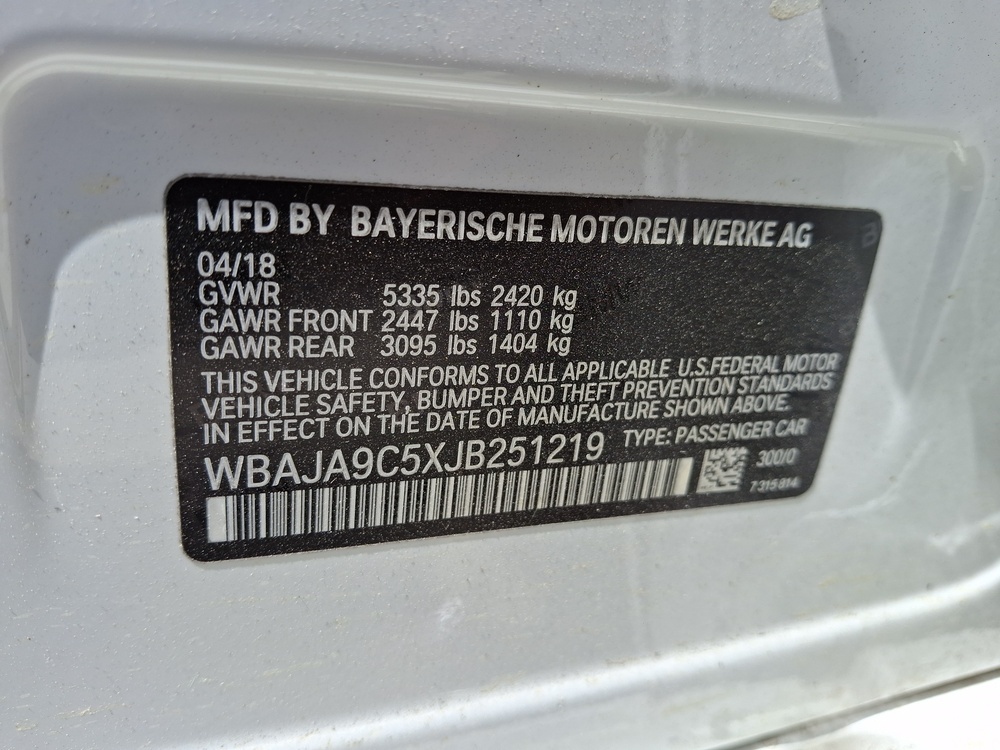 MFD BY BAYERISCHE MOTOREN WERKE AG
04/18
GVWR 5335 lbs 2420 kg
GAWR FRONT 2447 lbs 1110 kg
GAWR REAR 3095 lbs 1404 kg
THIS VEHICLE CONFORMS TO ALL APPLICABLE U.S.FEDERAL MOTOR
VEHICLE SAFETY, BUMPER AND THEFT PREVENTION STANDARDS
IN EFFECT ON THE DATE OF MANUFACTURE SHOWN ABOVE.
WBAJA9C5XJB251219 TYPE: PASSENGER CAR
300/0
7 315 814